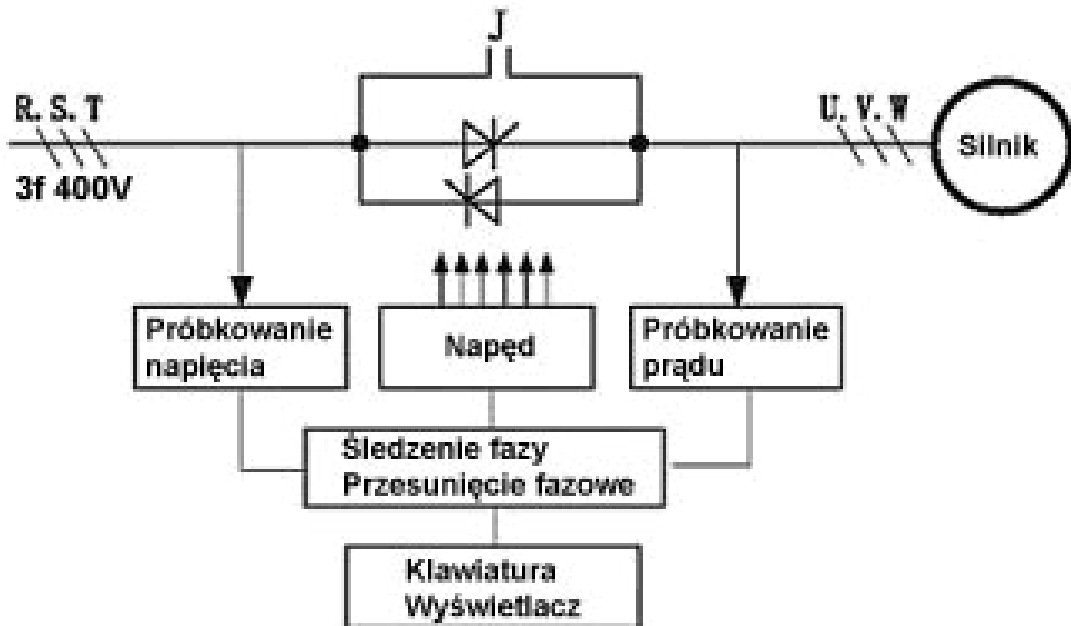 J
R. S. T
U. V. W
Silnik
3f 400V
Próbkowanie
napięcia
Napęd
Próbkowanie
prądu
Śledzenie fazy
Przesunięcie fazowe
Klawiatura
Wyświetlacz